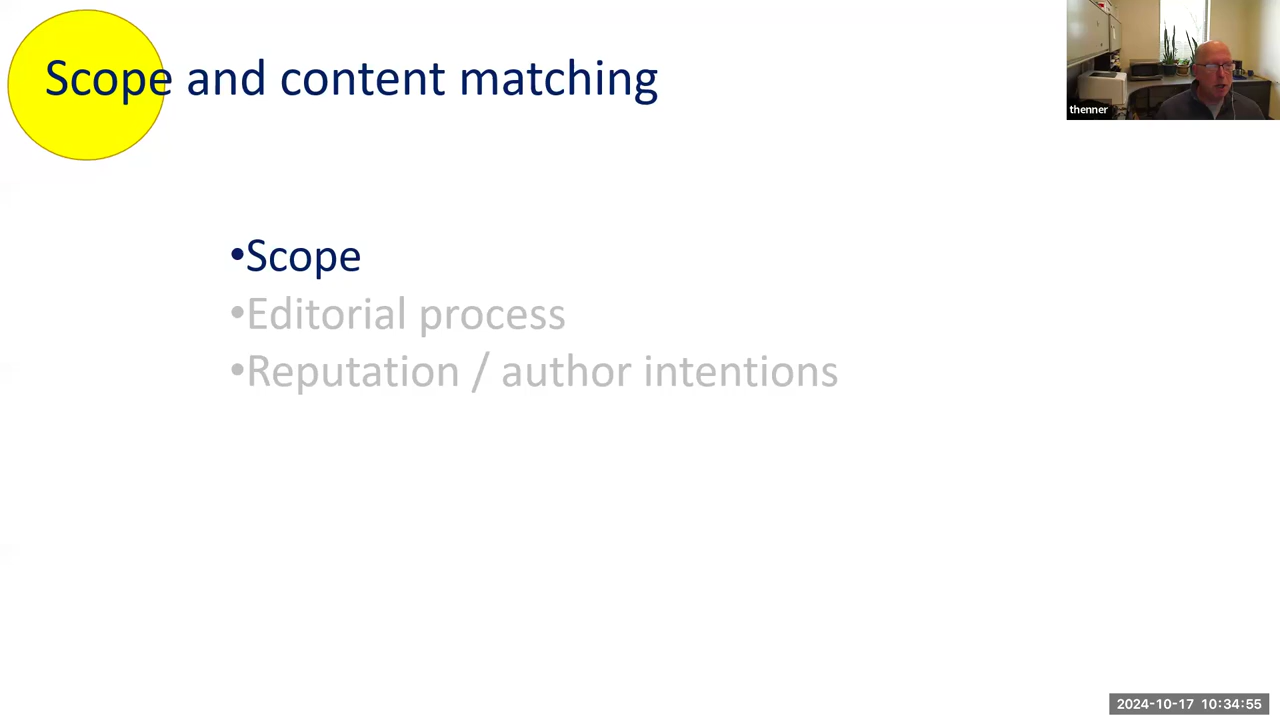 Scope and content matching
thenner
•Scope
•Editorial process
•Reputation / author intentions
2024-10-17 10:34:55